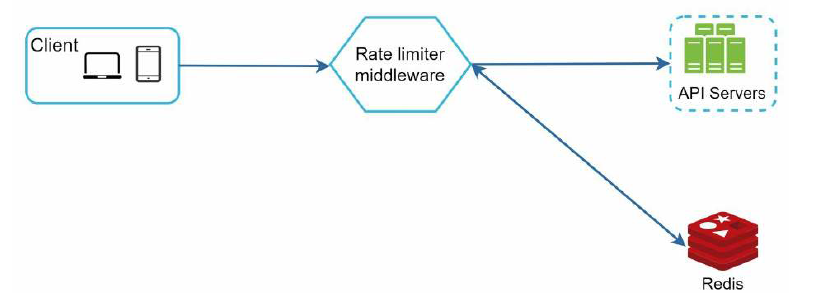 Client
Rate limiter
middleware
API Servers
Redis